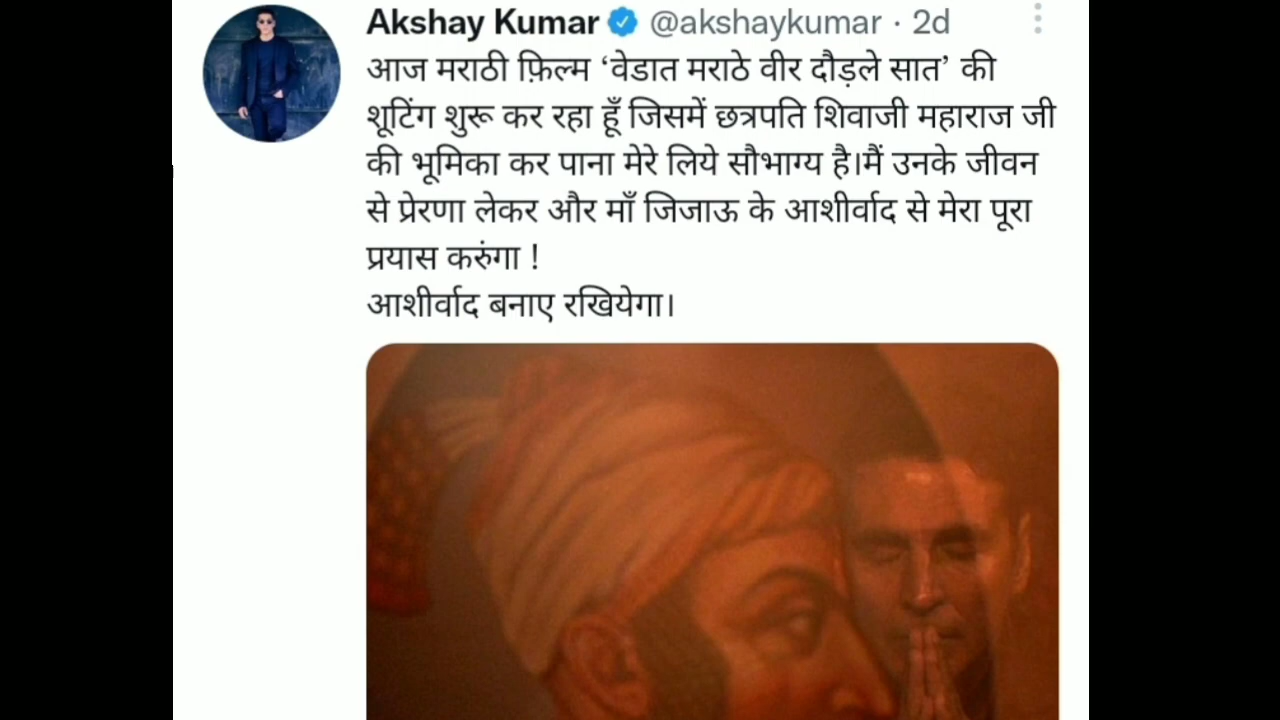 Akshay Kumar @akshaykumar · 2d
आज मराठी फ़िल्म ‘वेडात मराठे वीर दौड़ले सात’ की
शूटिंग शुरू कर रहा हूँ जिसमें छत्रपति शिवाजी महाराज जी
की भूमिका कर पाना मेरे लिये सौभाग्य है।मैं उनके जीवन
से प्रेरणा लेकर और माँ जिजाऊ के आशीर्वाद से मेरा पूरा
प्रयास करुंगा !
आशीर्वाद बनाए रखियेगा।